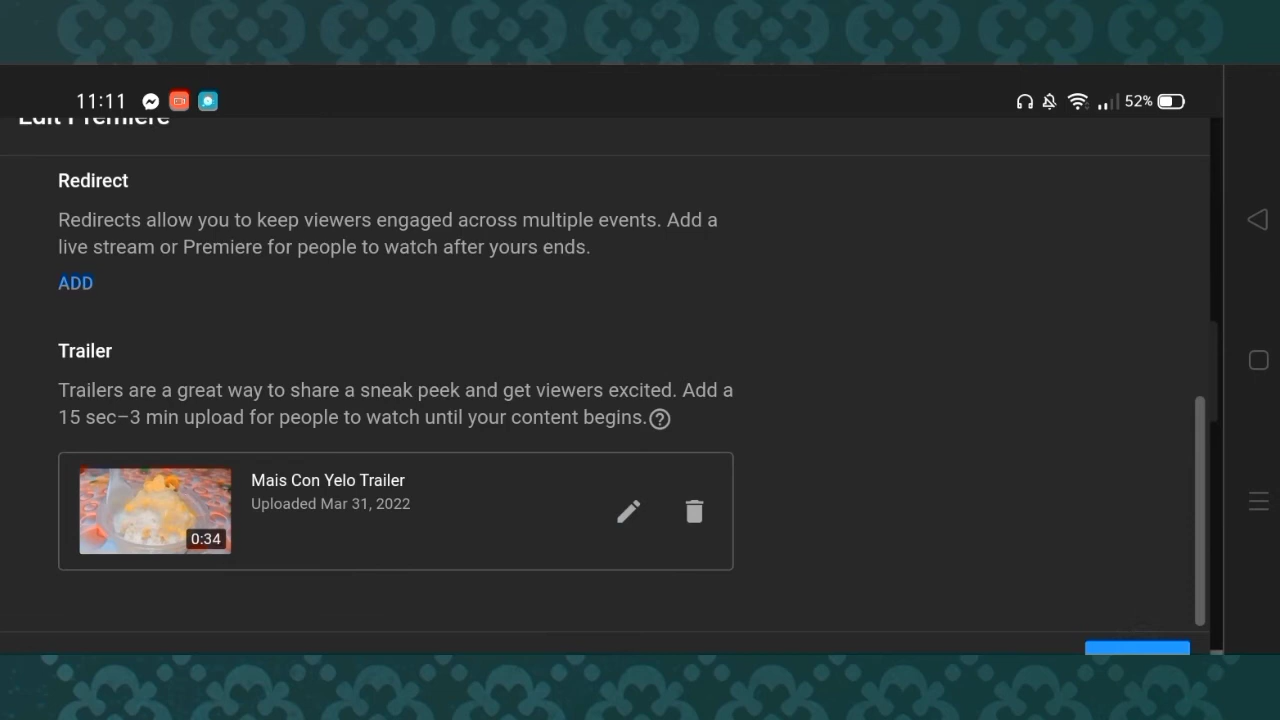 11:11
52%
Edit Premiere
Redirect
Redirects allow you to keep viewers engaged across multiple events. Add a
live stream or Premiere for people to watch after yours ends.
ADD
Trailer
Trailers are a great way to share a sneak peek and get viewers excited. Add a
15 sec–3 min upload for people to watch until your content begins.
Mais Con Yelo Trailer
Uploaded Mar 31, 2022
0:34